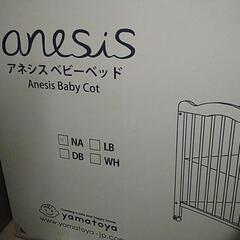 anesis
アネシス ベビーベッド
Anesis Baby Cot
NA LB
DB WH
yamatoya
www.yamatoya-jp.com